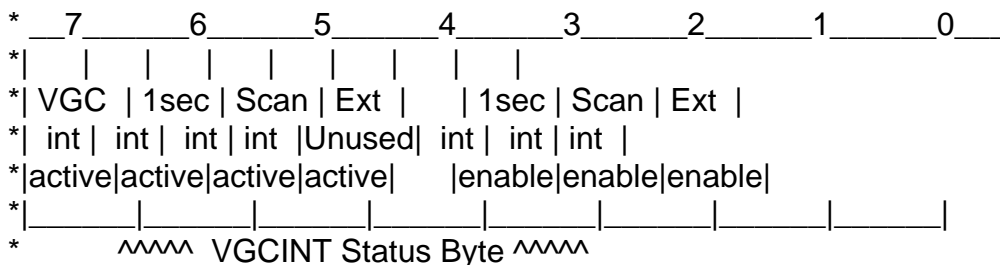 * __7______6______5______4______3______2______1______0___
*| | | | | | | | |
*| VGC | 1sec | Scan | Ext | | 1sec | Scan | Ext |
*| int | int | int | int |Unused| int | int | int |
*|active|active|active|active| |enable|enable|enable|
*|______|______|______|______|______|______|______|______|
* ^^^^^ VGCINT Status Byte ^^^^^